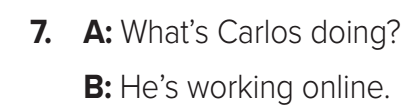 7. A: What's Carlos doing?
B: He's working online.